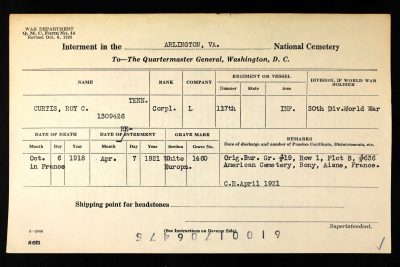 WAR DEPARTMENT
Q. M. C. Form No. 14
Revised Oct. 6, 1928
Interment in the ARLINGTON, VA. National Cemetery
To—The Quartermaster General, Washington, D. C.
NAME RANK COMPANY REGIMENT OR VESSEL DIVISION, IF WORLD WAR SOLDIER
Number State Arm
TENN.
CURTIS, ROY C. Corpl. L 117th INF. 30th Div.World War
1309426
RE-
DATE OF DEATH DATE OF INTERMENT GRAVE MARK REMARKS
Month Day Year Month Day Year Section Grave No. Date of discharge and number of Pension Certificate, Disinterments, etc.
Oct. 6 1918 Apr. 7 1921 White 1460 Orig.Bur. Gr. #19, Row 1, Plot B, #636
in France Europn. American Cemetery, Bony, Aisne, France.
C.R.April 1921
Shipping point for headstones
(See Instructions on Reverse Side) Superintendent.
sem